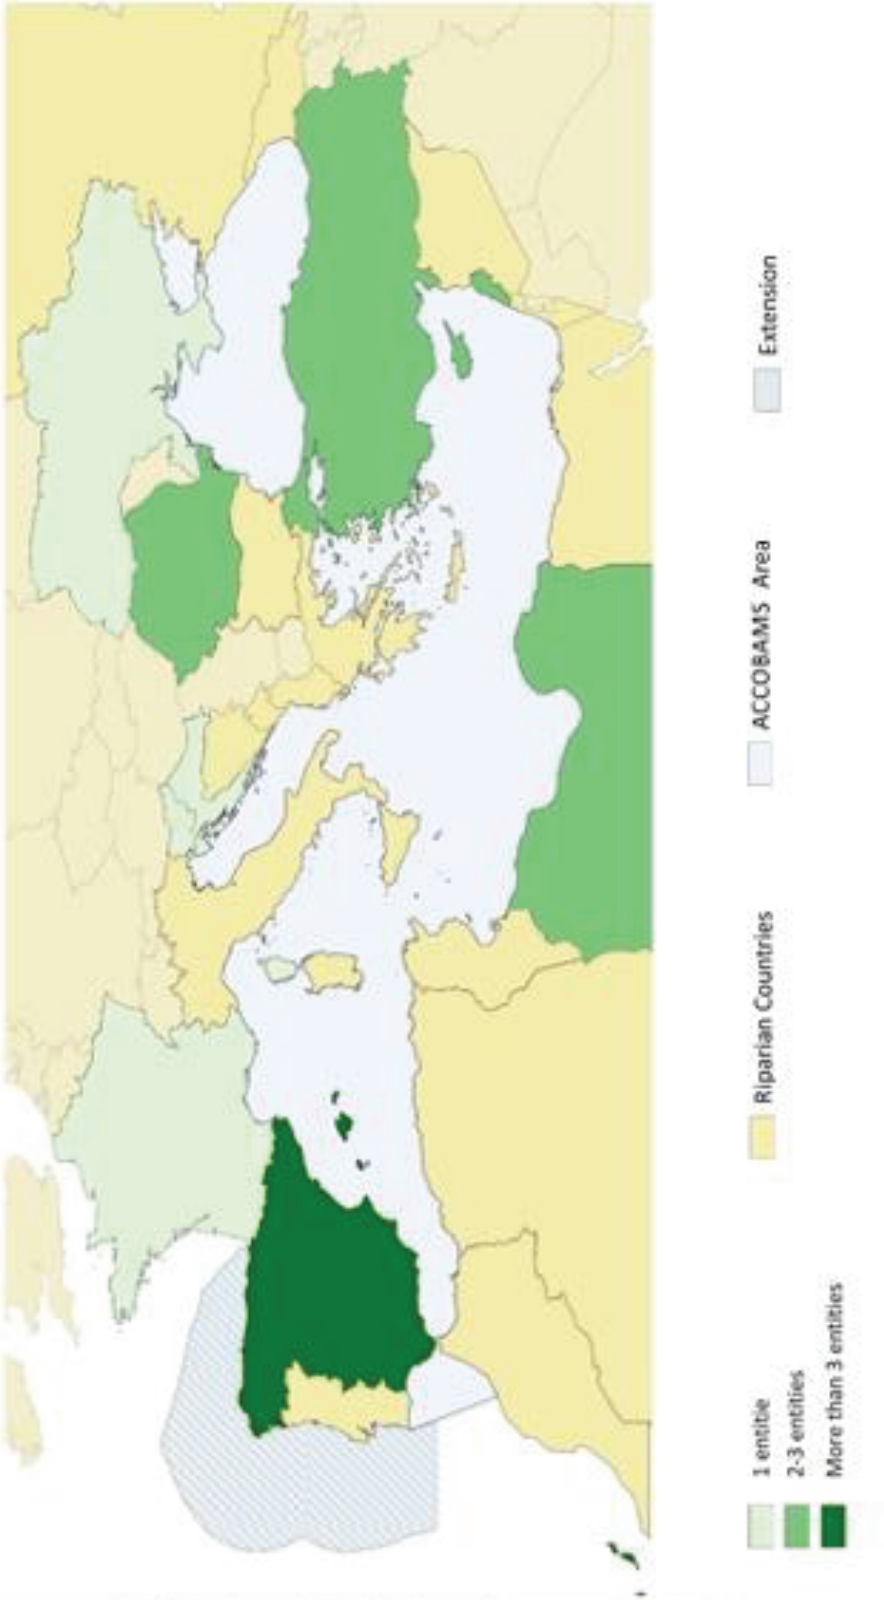 1 entitie
2-3 entities
More than 3 entities
Riparian Countries
ACCOBAMS Area
Extension